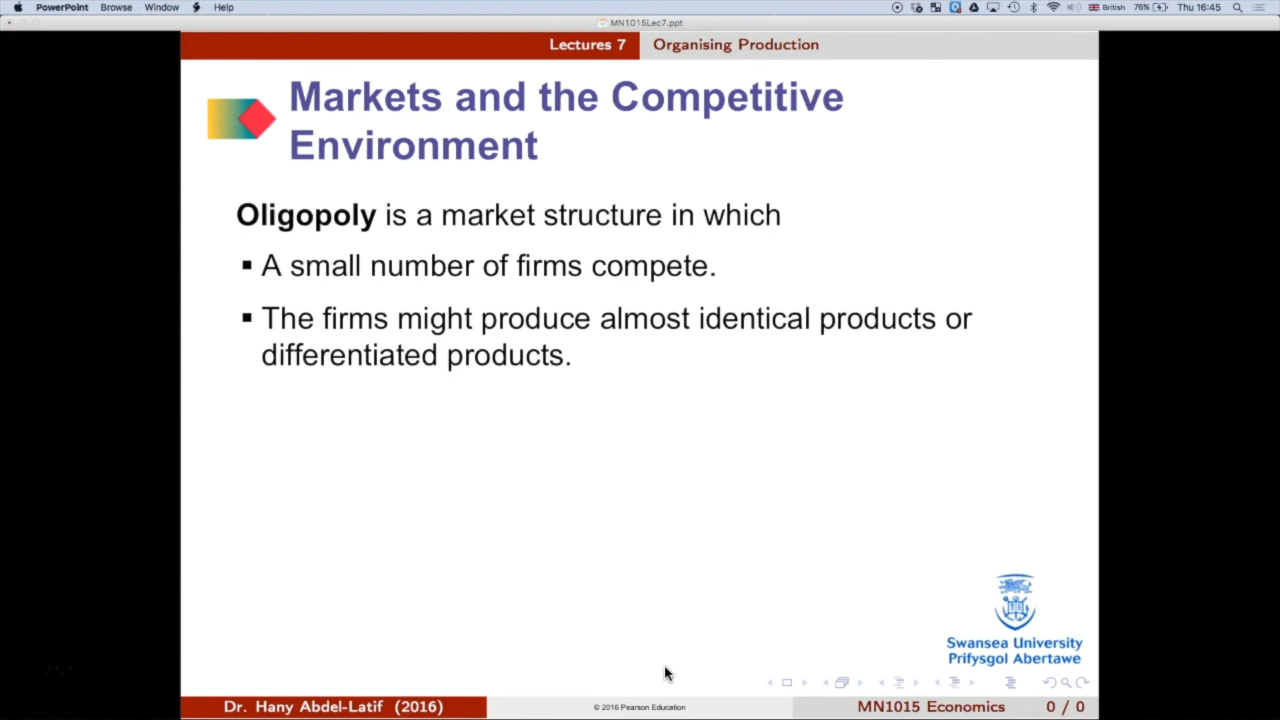 PowerPoint Browse Window Help British 76% Thu 16:45
MN1015Lec7.ppt
Lectures 7 Organising Production
Markets and the Competitive
Environment
Oligopoly is a market structure in which
▪ A small number of firms compete.
▪ The firms might produce almost identical products or
differentiated products.
Swansea University
Prifysgol Abertawe
Dr. Hany Abdel-Latif (2016) © 2016 Pearson Education MN1015 Economics 0 / 0